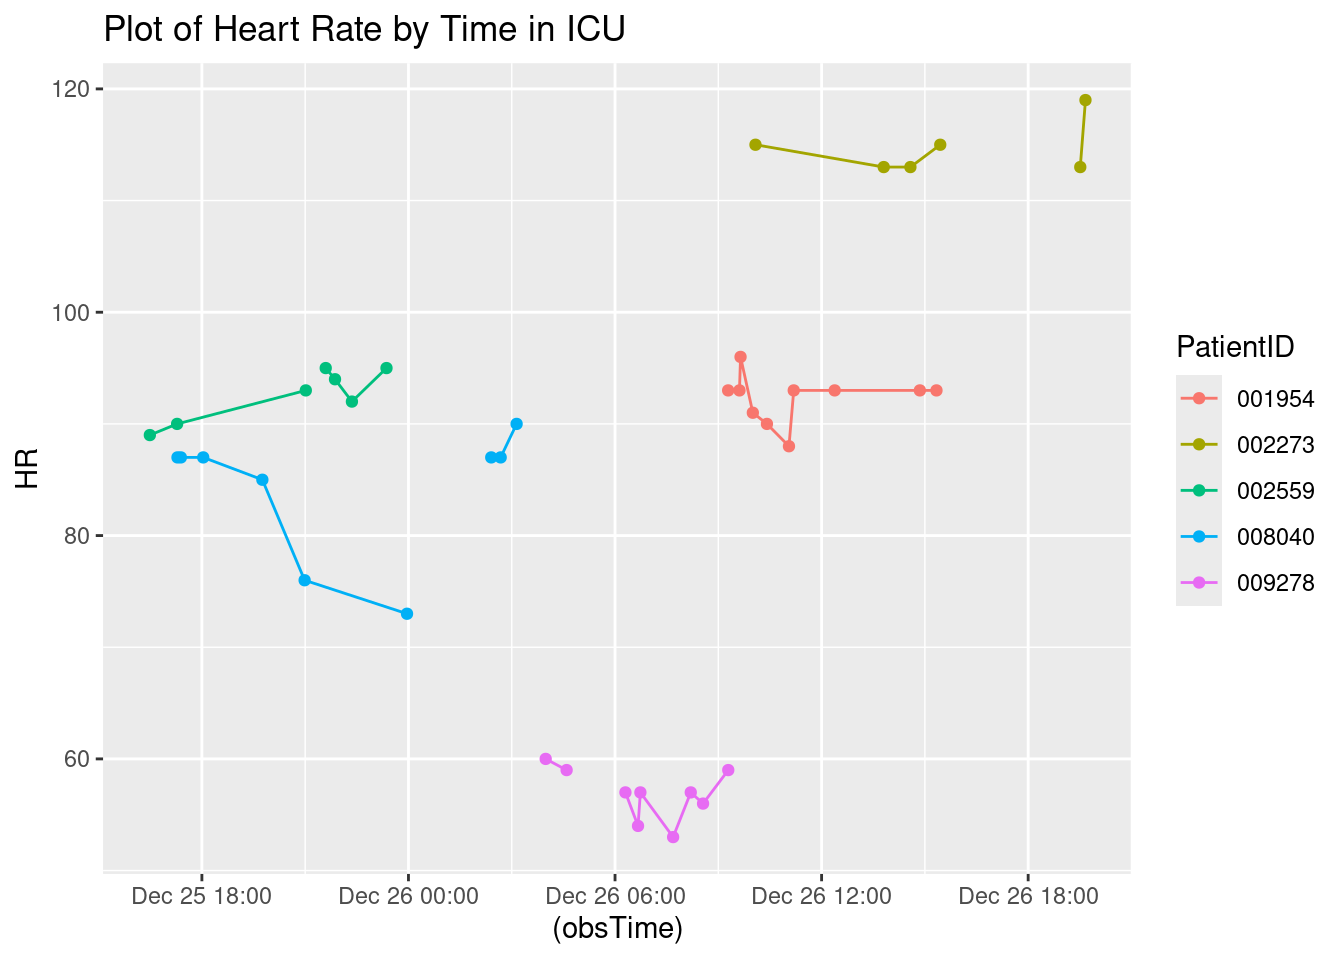 Plot of Heart Rate by Time in ICU
120
100
80
60
HR
Dec 25 18:00 Dec 26 00:00 Dec 26 06:00 Dec 26 12:00 Dec 26 18:00
(obsTime)
PatientID
001954
002273
002559
008040
009278